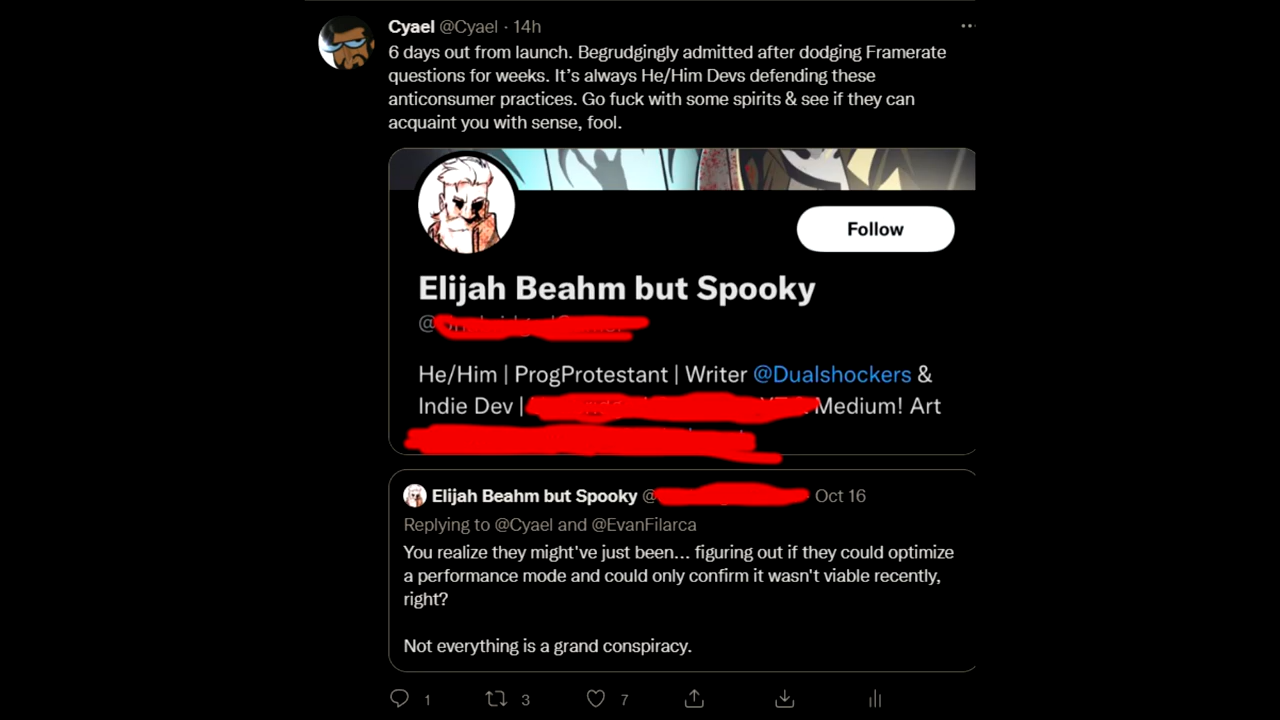 Cyael @Cyael · 14h
6 days out from launch. Begrudgingly admitted after dodging Framerate
questions for weeks. It’s always He/Him Devs defending these
anticonsumer practices. Go fuck with some spirits & see if they can
acquaint you with sense, fool.
Follow
Elijah Beahm but Spooky
@
He/Him | ProgProtestant | Writer @Dualshockers &
Indie Dev | Medium! Art
Elijah Beahm but Spooky @ Oct 16
Replying to @Cyael and @EvanFilarca
You realize they might've just been... figuring out if they could optimize
a performance mode and could only confirm it wasn't viable recently,
right?
Not everything is a grand conspiracy.
1 3 7